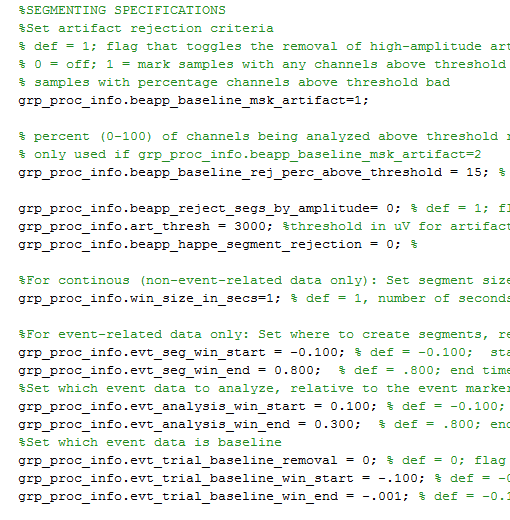 %SEGMENTING SPECIFICATIONS
%Set artifact rejection criteria
% def = 1; flag that toggles the removal of high-amplitude art
% 0 = off; 1 = mark samples with any channels above threshold
% samples with percentage channels above threshold bad
grp_proc_info.beapp_baseline_msk_artifact=1;
% percent (0-100) of channels being analyzed above threshold
% only used if grp_proc_info.beapp_baseline_msk_artifact=2
grp_proc_info.beapp_baseline_rej_perc_above_threshold = 15; %
grp_proc_info.beapp_reject_segs_by_amplitude= 0; % def = 1; fl
grp_proc_info.art_thresh = 3000; %threshold in uV for artifact
grp_proc_info.beapp_happe_segment_rejection = 0; %
%For continous (non-event-related data only): Set segment size
grp_proc_info.win_size_in_secs=1; % def = 1, number of seconds
%For event-related data only: Set where to create segments, re
grp_proc_info.evt_seg_win_start = -0.100; % def = -0.100; sta
grp_proc_info.evt_seg_win_end = 0.800; % def = .800; end time
%Set which event data to analyze, relative to the event marker
grp_proc_info.evt_analysis_win_start = 0.100; % def = -0.100;
grp_proc_info.evt_analysis_win_end = 0.300; % def = .800; end
%Set which event data is baseline
grp_proc_info.evt_trial_baseline_removal = 0; % def = 0; flag
grp_proc_info.evt_trial_baseline_win_start = -.100; % def = -0
grp_proc_info.evt_trial_baseline_win_end = -.001; % def = -0.1